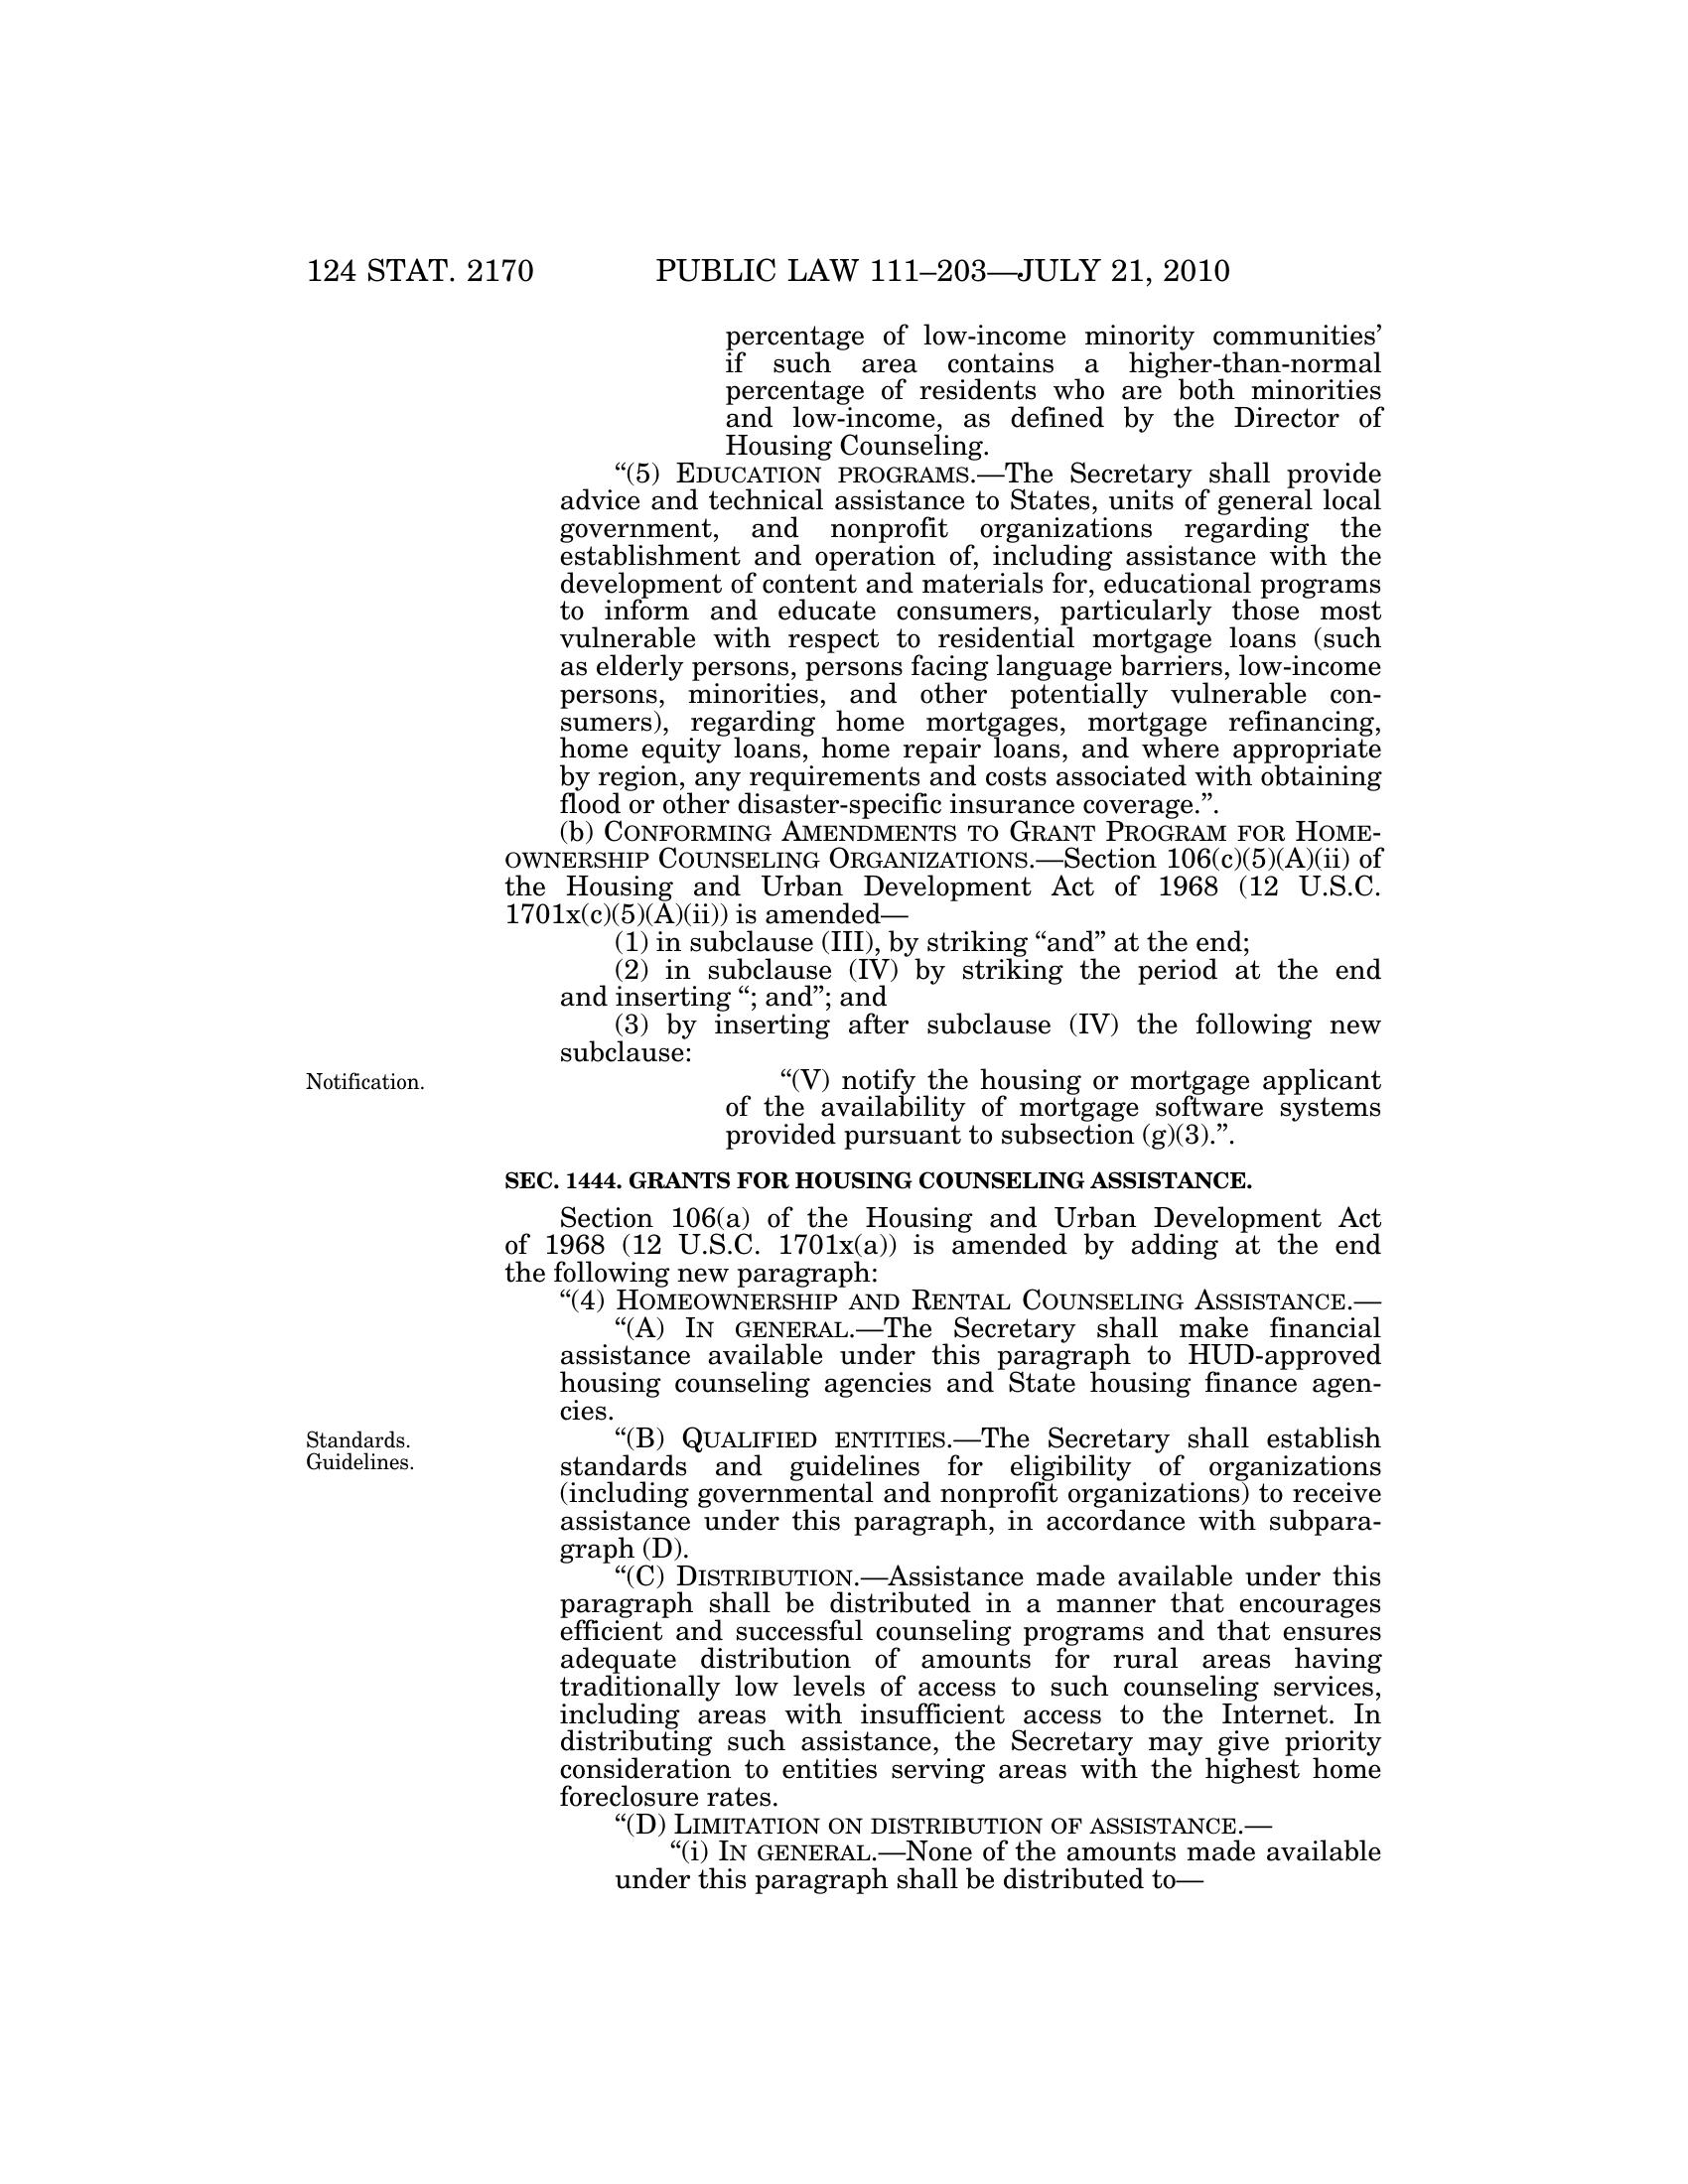 124 STAT. 2170 PUBLIC LAW 111–203—JULY 21, 2010
percentage of low-income minority communities’
if such area contains a higher-than-normal
percentage of residents who are both minorities
and low-income, as defined by the Director of
Housing Counseling.
“(5) EDUCATION PROGRAMS.—The Secretary shall provide
advice and technical assistance to States, units of general local
government, and nonprofit organizations regarding the
establishment and operation of, including assistance with the
development of content and materials for, educational programs
to inform and educate consumers, particularly those most
vulnerable with respect to residential mortgage loans (such
as elderly persons, persons facing language barriers, low-income
persons, minorities, and other potentially vulnerable con-
sumers), regarding home mortgages, mortgage refinancing,
home equity loans, home repair loans, and where appropriate
by region, any requirements and costs associated with obtaining
flood or other disaster-specific insurance coverage.”.
(b) CONFORMING AMENDMENTS TO GRANT PROGRAM FOR HOME-
OWNERSHIP COUNSELING ORGANIZATIONS.—Section 106(c)(5)(A)(ii) of
the Housing and Urban Development Act of 1968 (12 U.S.C.
1701x(c)(5)(A)(ii)) is amended—
(1) in subclause (III), by striking “and” at the end;
(2) in subclause (IV) by striking the period at the end
and inserting “; and”; and
(3) by inserting after subclause (IV) the following new
subclause:
Notification.
“(V) notify the housing or mortgage applicant
of the availability of mortgage software systems
provided pursuant to subsection (g)(3).”.
SEC. 1444. GRANTS FOR HOUSING COUNSELING ASSISTANCE.
Section 106(a) of the Housing and Urban Development Act
of 1968 (12 U.S.C. 1701x(a)) is amended by adding at the end
the following new paragraph:
“(4) HOMEOWNERSHIP AND RENTAL COUNSELING ASSISTANCE.—
“(A) IN GENERAL.—The Secretary shall make financial
assistance available under this paragraph to HUD-approved
housing counseling agencies and State housing finance agen-
cies.
Standards.
Guidelines.
“(B) QUALIFIED ENTITIES.—The Secretary shall establish
standards and guidelines for eligibility of organizations
(including governmental and nonprofit organizations) to receive
assistance under this paragraph, in accordance with subpara-
graph (D).
“(C) DISTRIBUTION.—Assistance made available under this
paragraph shall be distributed in a manner that encourages
efficient and successful counseling programs and that ensures
adequate distribution of amounts for rural areas having
traditionally low levels of access to such counseling services,
including areas with insufficient access to the Internet. In
distributing such assistance, the Secretary may give priority
consideration to entities serving areas with the highest home
foreclosure rates.
“(D) LIMITATION ON DISTRIBUTION OF ASSISTANCE.—
“(i) IN GENERAL.—None of the amounts made available
under this paragraph shall be distributed to—